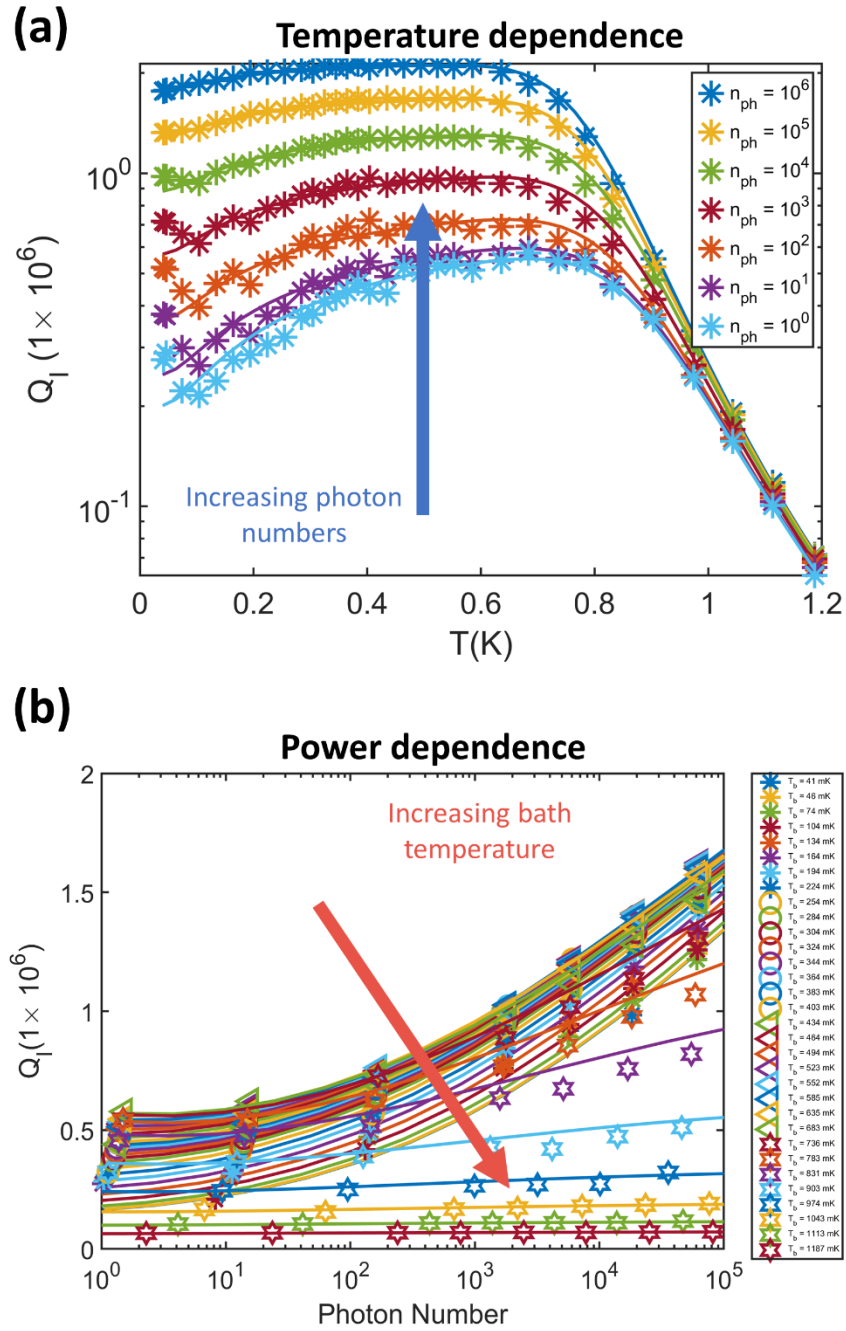 (a)
Temperature dependence
Q_I (1× 10^6)
10^0
10^-1
n_ph = 10^6
n_ph = 10^5
n_ph = 10^4
n_ph = 10^3
n_ph = 10^2
n_ph = 10^1
n_ph = 10^0
Increasing photon
numbers
0 0.2 0.4 0.6 0.8 1 1.2
T(K)
(b)
Power dependence
Q_I(1× 10^6)
2
1.5
1
0.5
0
Increasing bath
temperature
10^0 10^1 10^2 10^3 10^4 10^5
Photon Number
T_b = 41 mK
T_b = 46 mK
T_b = 74 mK
T_b = 104 mK
T_b = 134 mK
T_b = 164 mK
T_b = 194 mK
T_b = 224 mK
T_b = 254 mK
T_b = 284 mK
T_b = 304 mK
T_b = 324 mK
T_b = 344 mK
T_b = 364 mK
T_b = 383 mK
T_b = 403 mK
T_b = 434 mK
T_b = 464 mK
T_b = 494 mK
T_b = 523 mK
T_b = 552 mK
T_b = 585 mK
T_b = 635 mK
T_b = 683 mK
T_b = 736 mK
T_b = 783 mK
T_b = 831 mK
T_b = 903 mK
T_b = 974 mK
T_b = 1043 mK
T_b = 1113 mK
T_b = 1187 mK